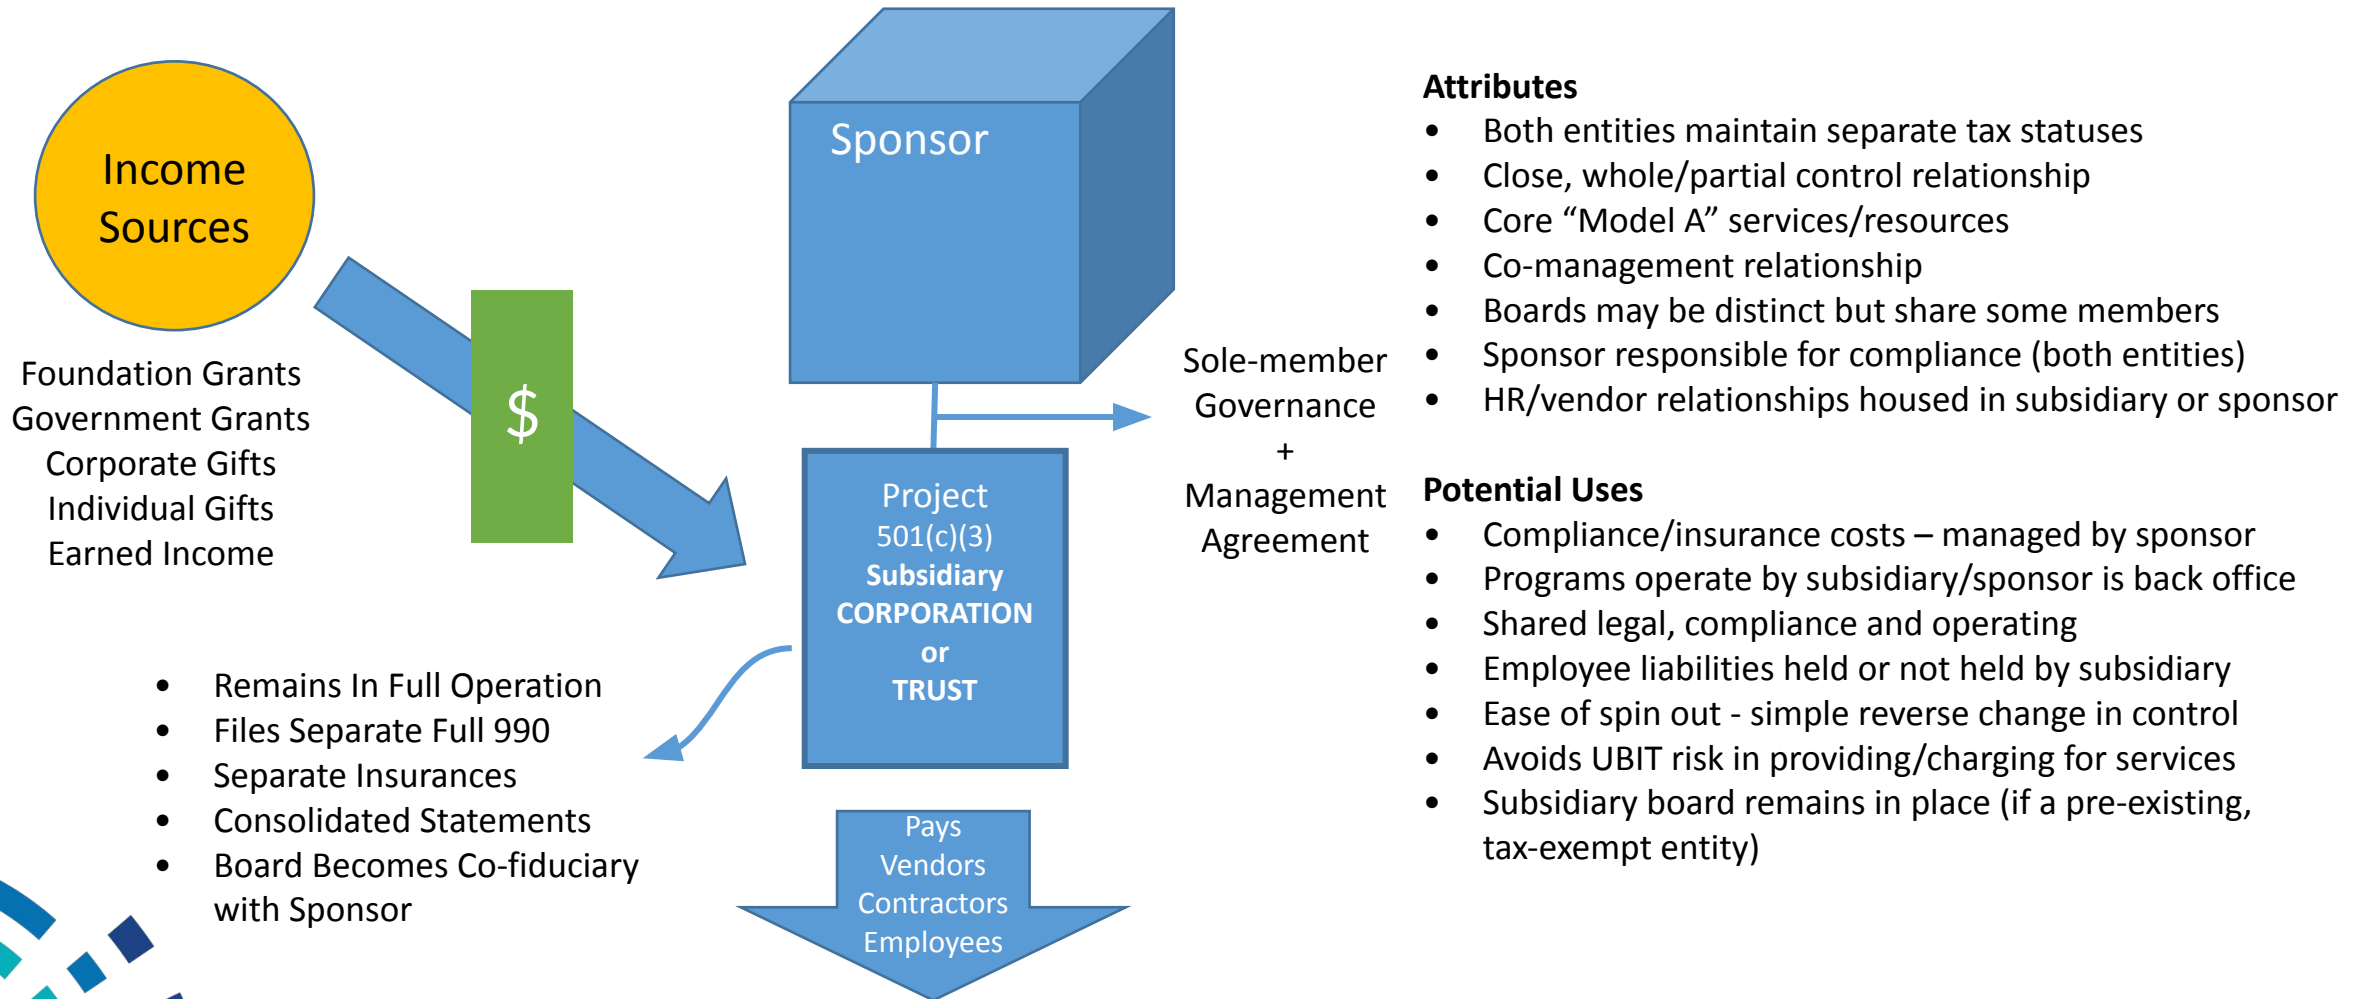 Income
Sources
Foundation Grants
Government Grants
Corporate Gifts
Individual Gifts
Earned Income
$
Sponsor
Sole-member
Governance
+
Management
Agreement
Project
501(c)(3)
Subsidiary
CORPORATION
or
TRUST
• Remains In Full Operation
• Files Separate Full 990
• Separate Insurances
• Consolidated Statements
• Board Becomes Co-fiduciary
with Sponsor
Pays
Vendors
Contractors
Employees
Attributes
• Both entities maintain separate tax statuses
• Close, whole/partial control relationship
• Core “Model A” services/resources
• Co-management relationship
• Boards may be distinct but share some members
• Sponsor responsible for compliance (both entities)
• HR/vendor relationships housed in subsidiary or sponsor
Potential Uses
• Compliance/insurance costs – managed by sponsor
• Programs operate by subsidiary/sponsor is back office
• Shared legal, compliance and operating
• Employee liabilities held or not held by subsidiary
• Ease of spin out - simple reverse change in control
• Avoids UBIT risk in providing/charging for services
• Subsidiary board remains in place (if a pre-existing,
tax-exempt entity)